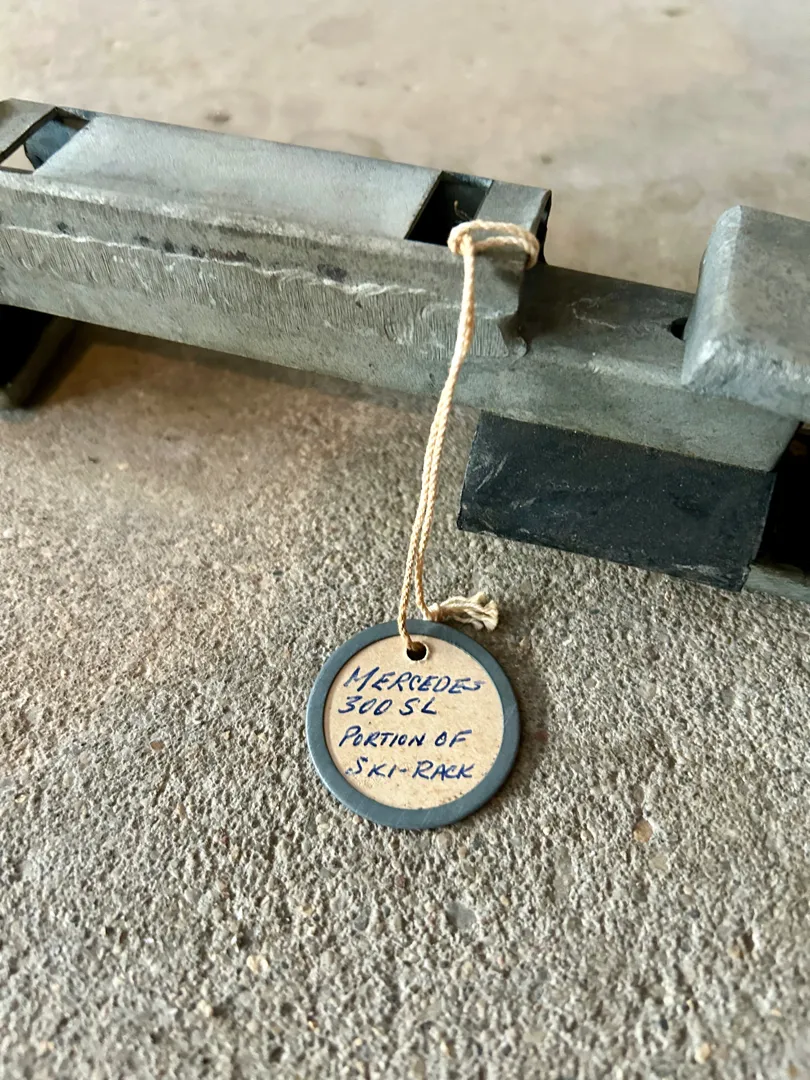 MERCEDES
300 SL
PORTION OF
SKI-RACK